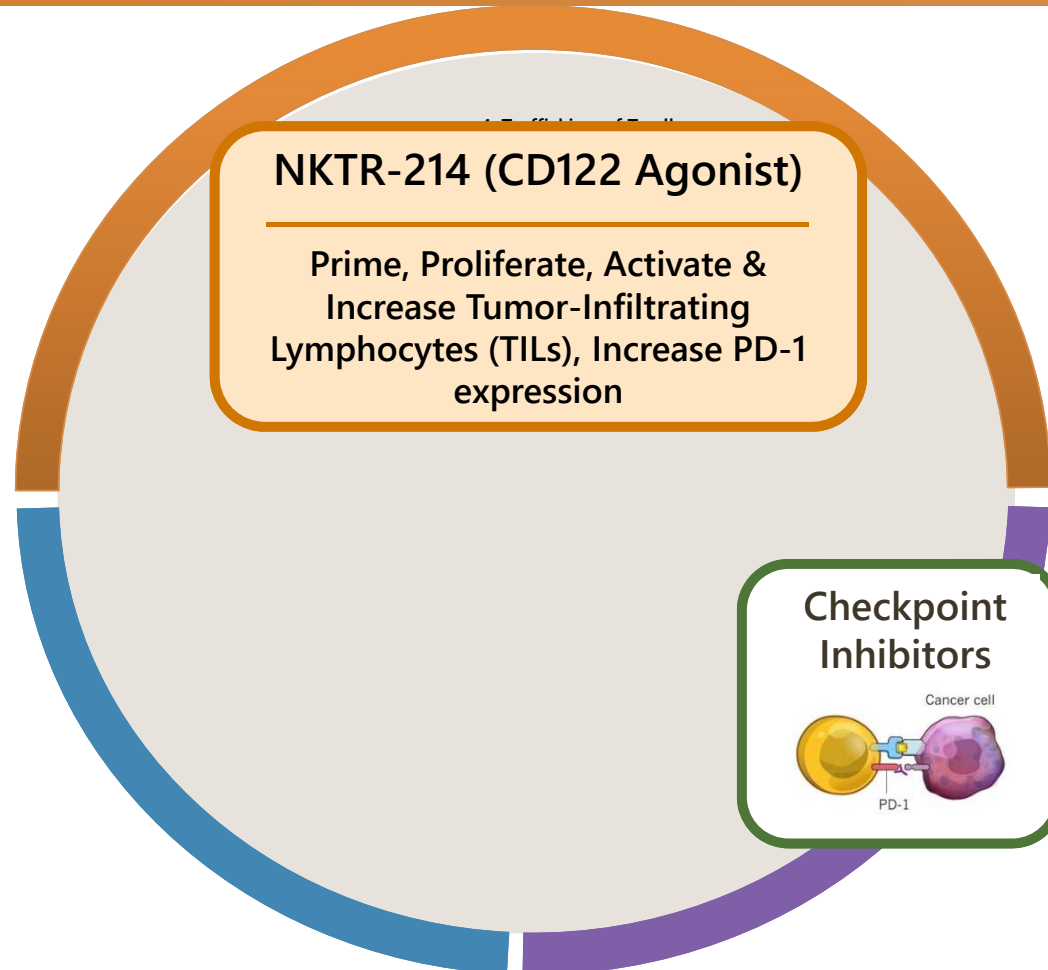 NKTR-214 (CD122 Agonist)
Prime, Proliferate, Activate &
Increase Tumor-Infiltrating
Lymphocytes (TILs), Increase PD-1
expression
Checkpoint
Inhibitors
Cancer cell
PD-1